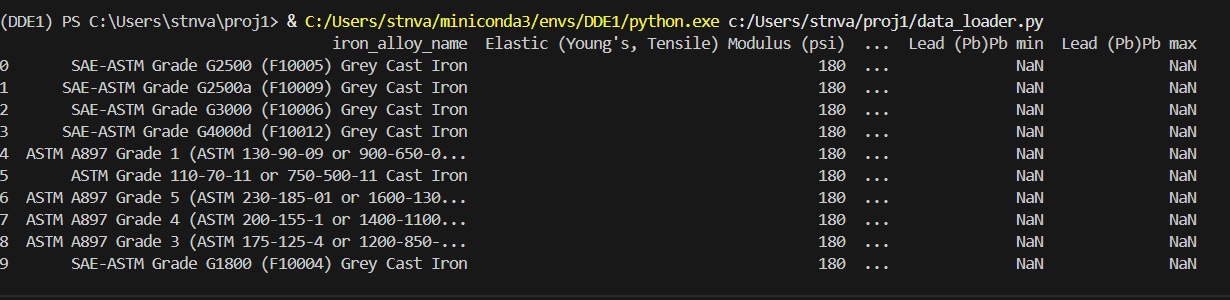 (DDE1) PS C:\Users\stnva\proj1> & C:/Users/stnva/miniconda3/envs/DDE1/python.exe c:/Users/stnva/proj1/data_loader.py
iron_alloy_name Elastic (Young's, Tensile) Modulus (psi) ... Lead (Pb)Pb min Lead (Pb)Pb max
0 SAE-ASTM Grade G2500 (F10005) Grey Cast Iron 180 ... NaN NaN
1 SAE-ASTM Grade G2500a (F10009) Grey Cast Iron 180 ... NaN NaN
2 SAE-ASTM Grade G3000 (F10006) Grey Cast Iron 180 ... NaN NaN
3 SAE-ASTM Grade G4000d (F10012) Grey Cast Iron 180 ... NaN NaN
4 ASTM A897 Grade 1 (ASTM 130-90-09 or 900-650-0... 180 ... NaN NaN
5 ASTM Grade 110-70-11 or 750-500-11 Cast Iron 180 ... NaN NaN
6 ASTM A897 Grade 5 (ASTM 230-185-01 or 1600-130... 180 ... NaN NaN
7 ASTM A897 Grade 4 (ASTM 200-155-1 or 1400-1100... 180 ... NaN NaN
8 ASTM A897 Grade 3 (ASTM 175-125-4 or 1200-850-... 180 ... NaN NaN
9 SAE-ASTM Grade G1800 (F10004) Grey Cast Iron 180 ... NaN NaN